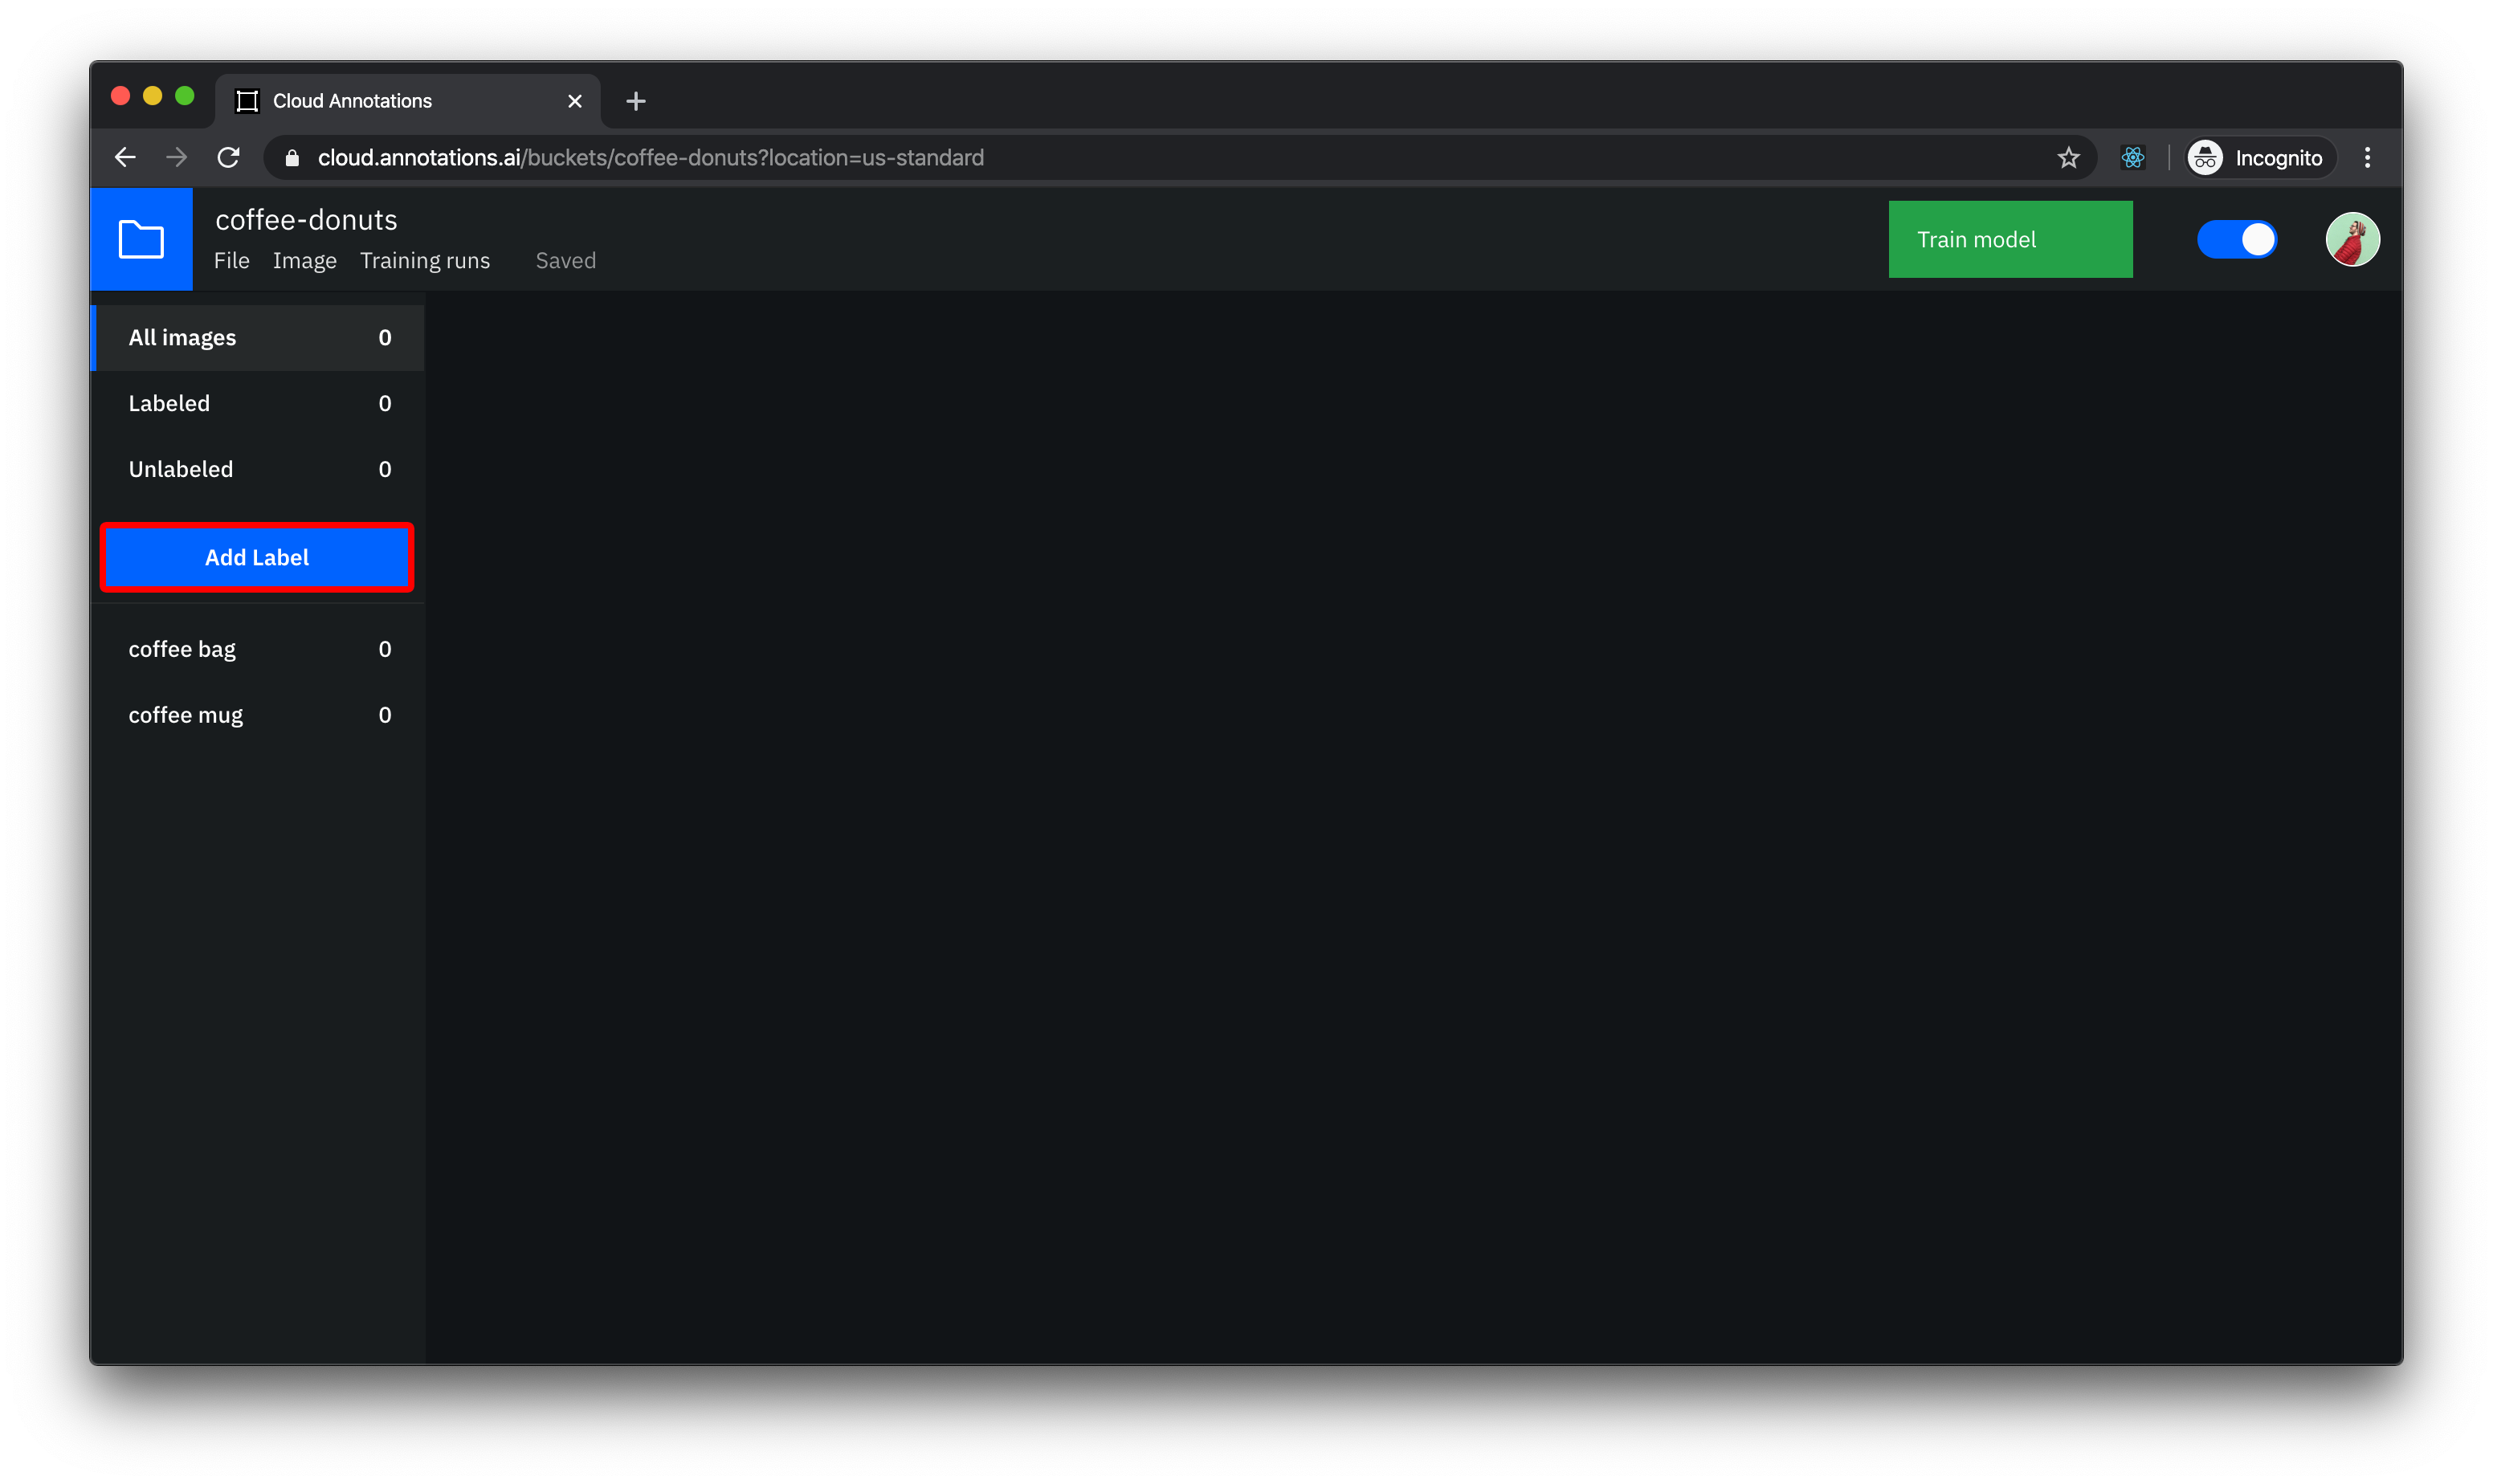 Cloud Annotations
cloud.annotations.ai/buckets/coffee-donuts?location=us-standard
Incognito
coffee-donuts
File Image Training runs Saved
Train model
All images 0
Labeled 0
Unlabeled 0
Add Label
coffee bag 0
coffee mug 0